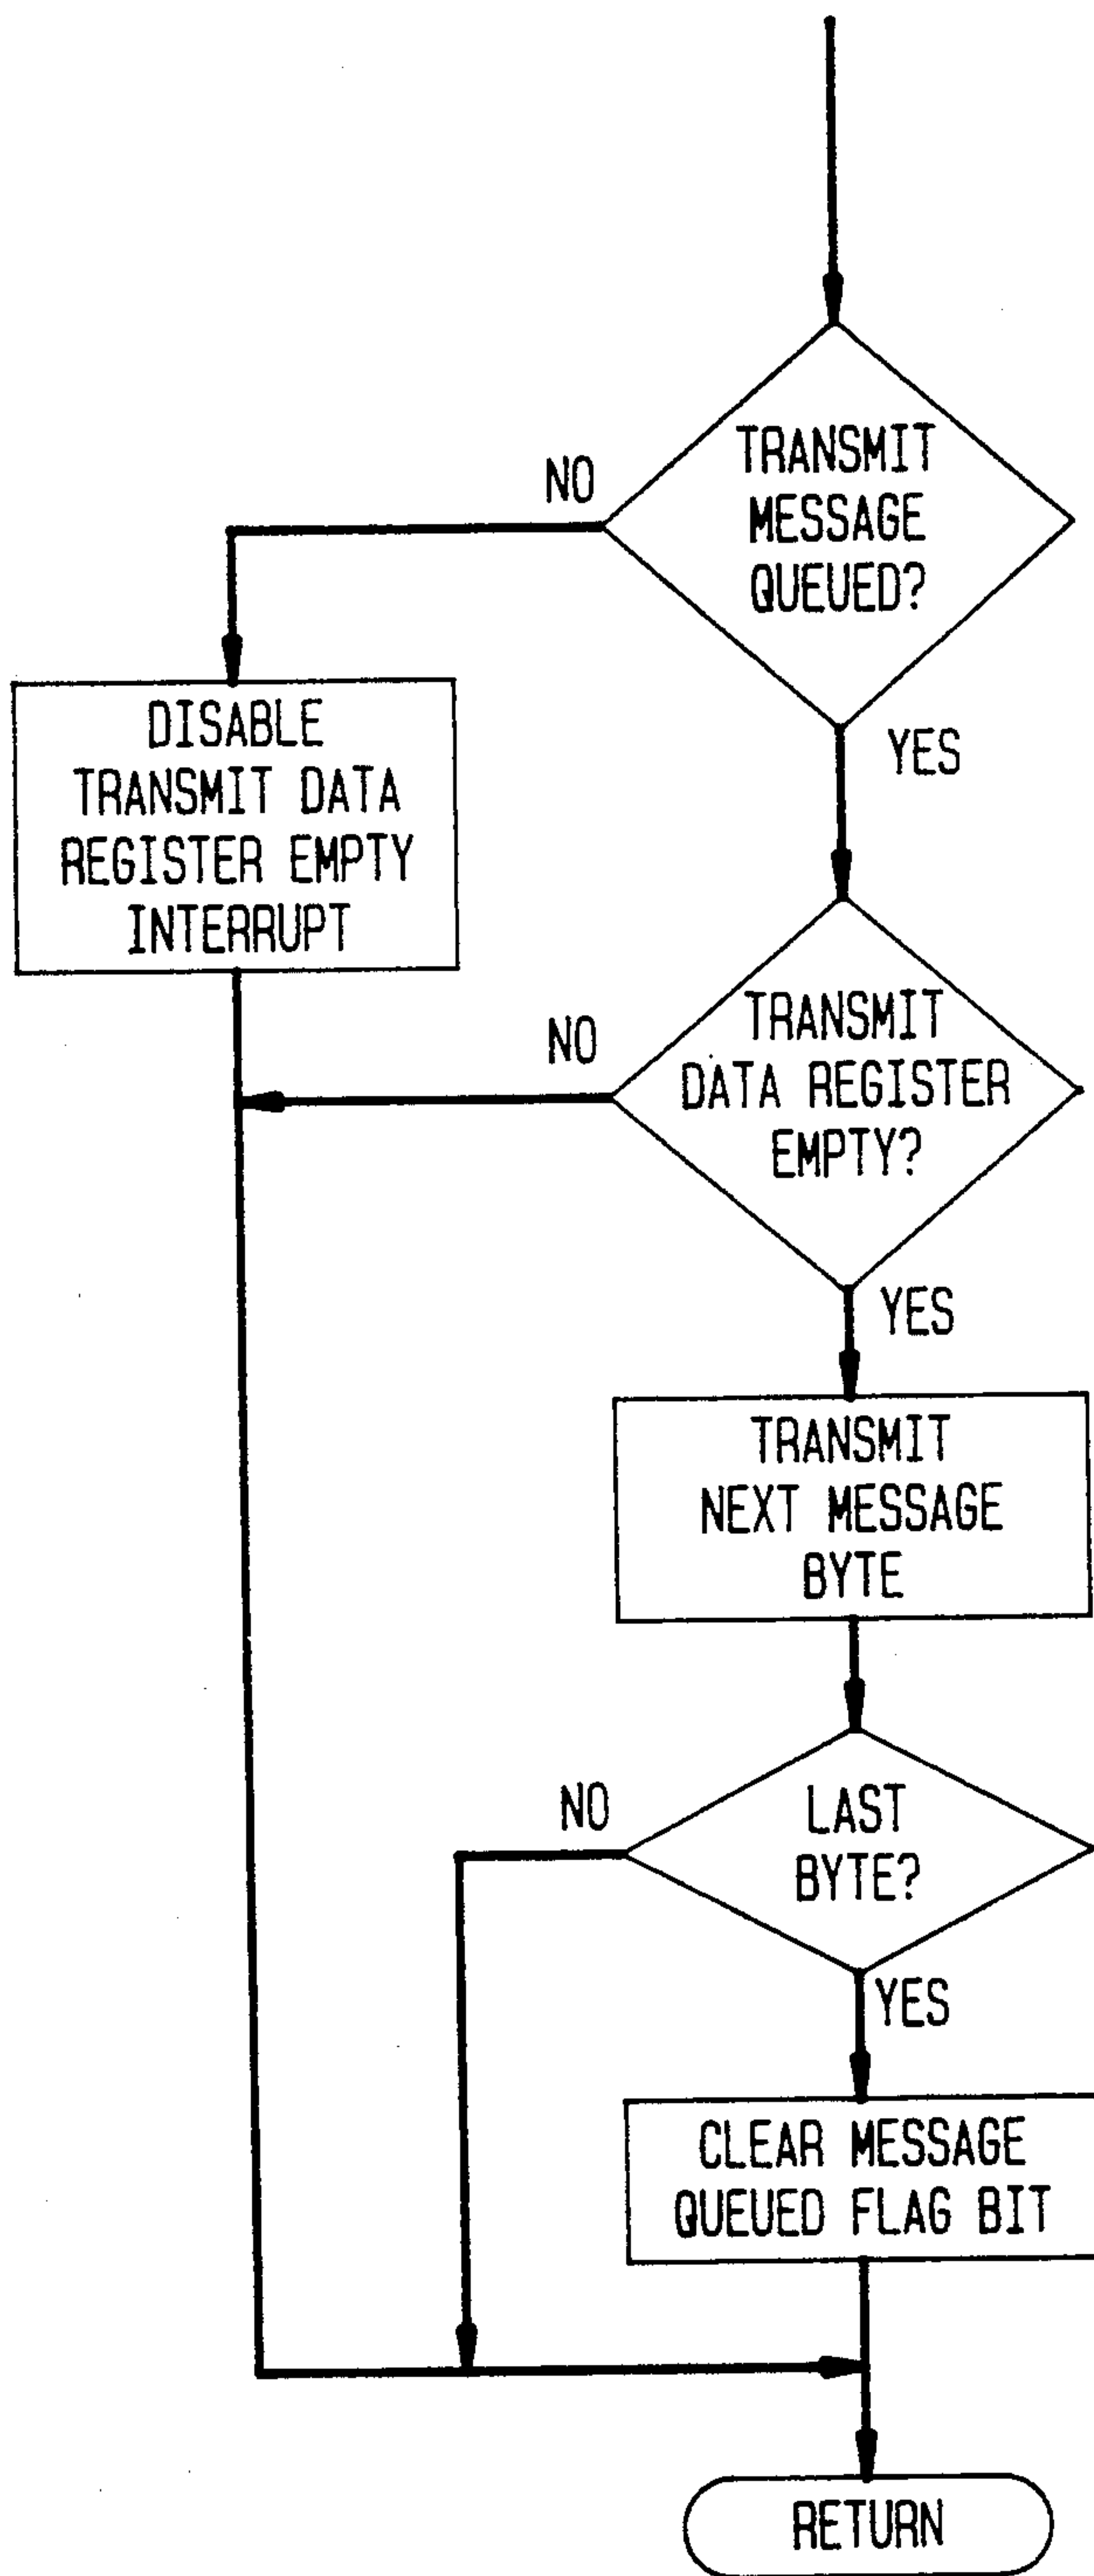 TRANSMIT
MESSAGE
QUEUED?
NO
YES
DISABLE
TRANSMIT DATA
REGISTER EMPTY
INTERRUPT
TRANSMIT
DATA REGISTER
EMPTY?
NO
YES
TRANSMIT
NEXT MESSAGE
BYTE
LAST
BYTE?
NO
YES
CLEAR MESSAGE
QUEUED FLAG BIT
RETURN